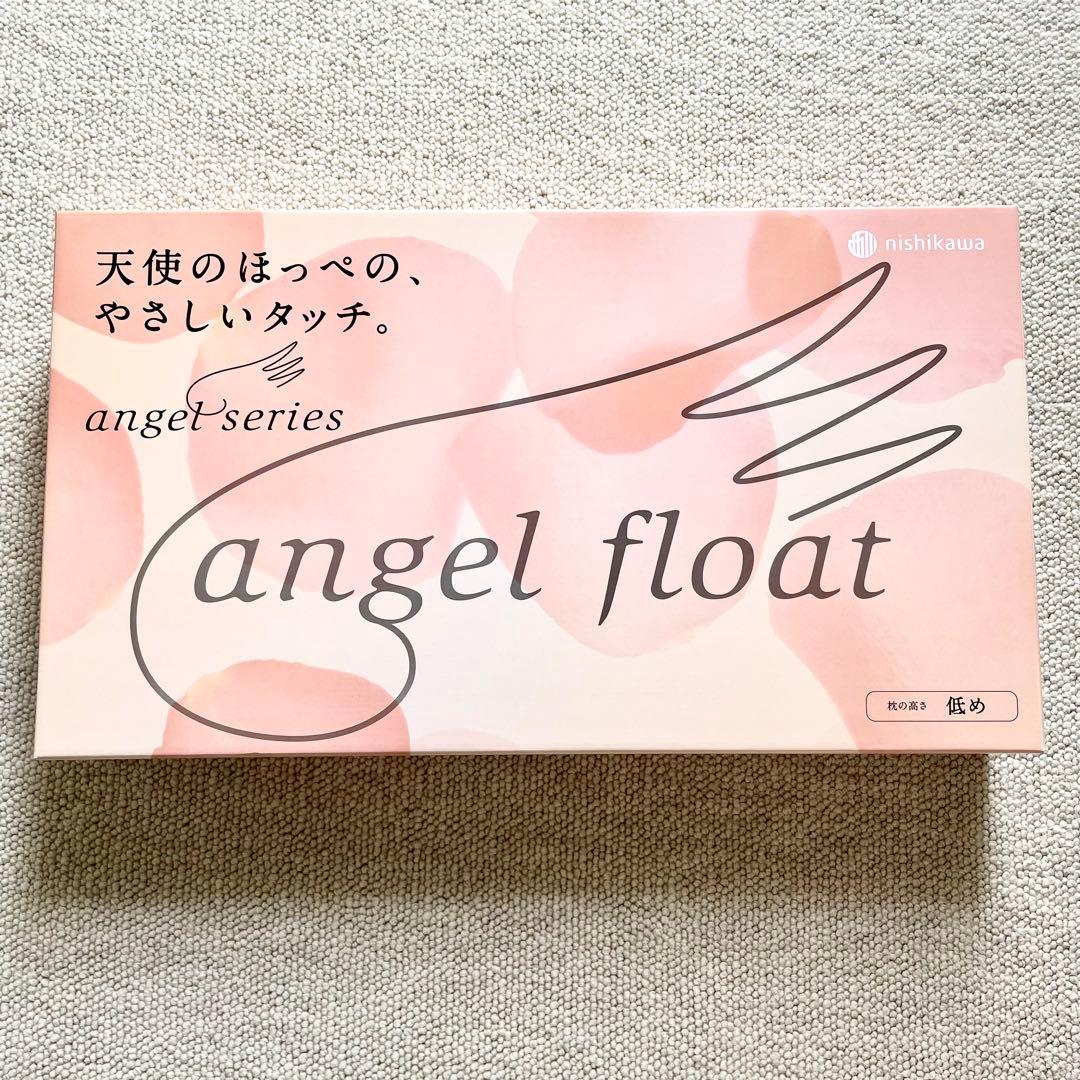 天使のほっぺの、
やさしいタッチ。
nishikawa
angel series
angel float
枕の高さ 低め